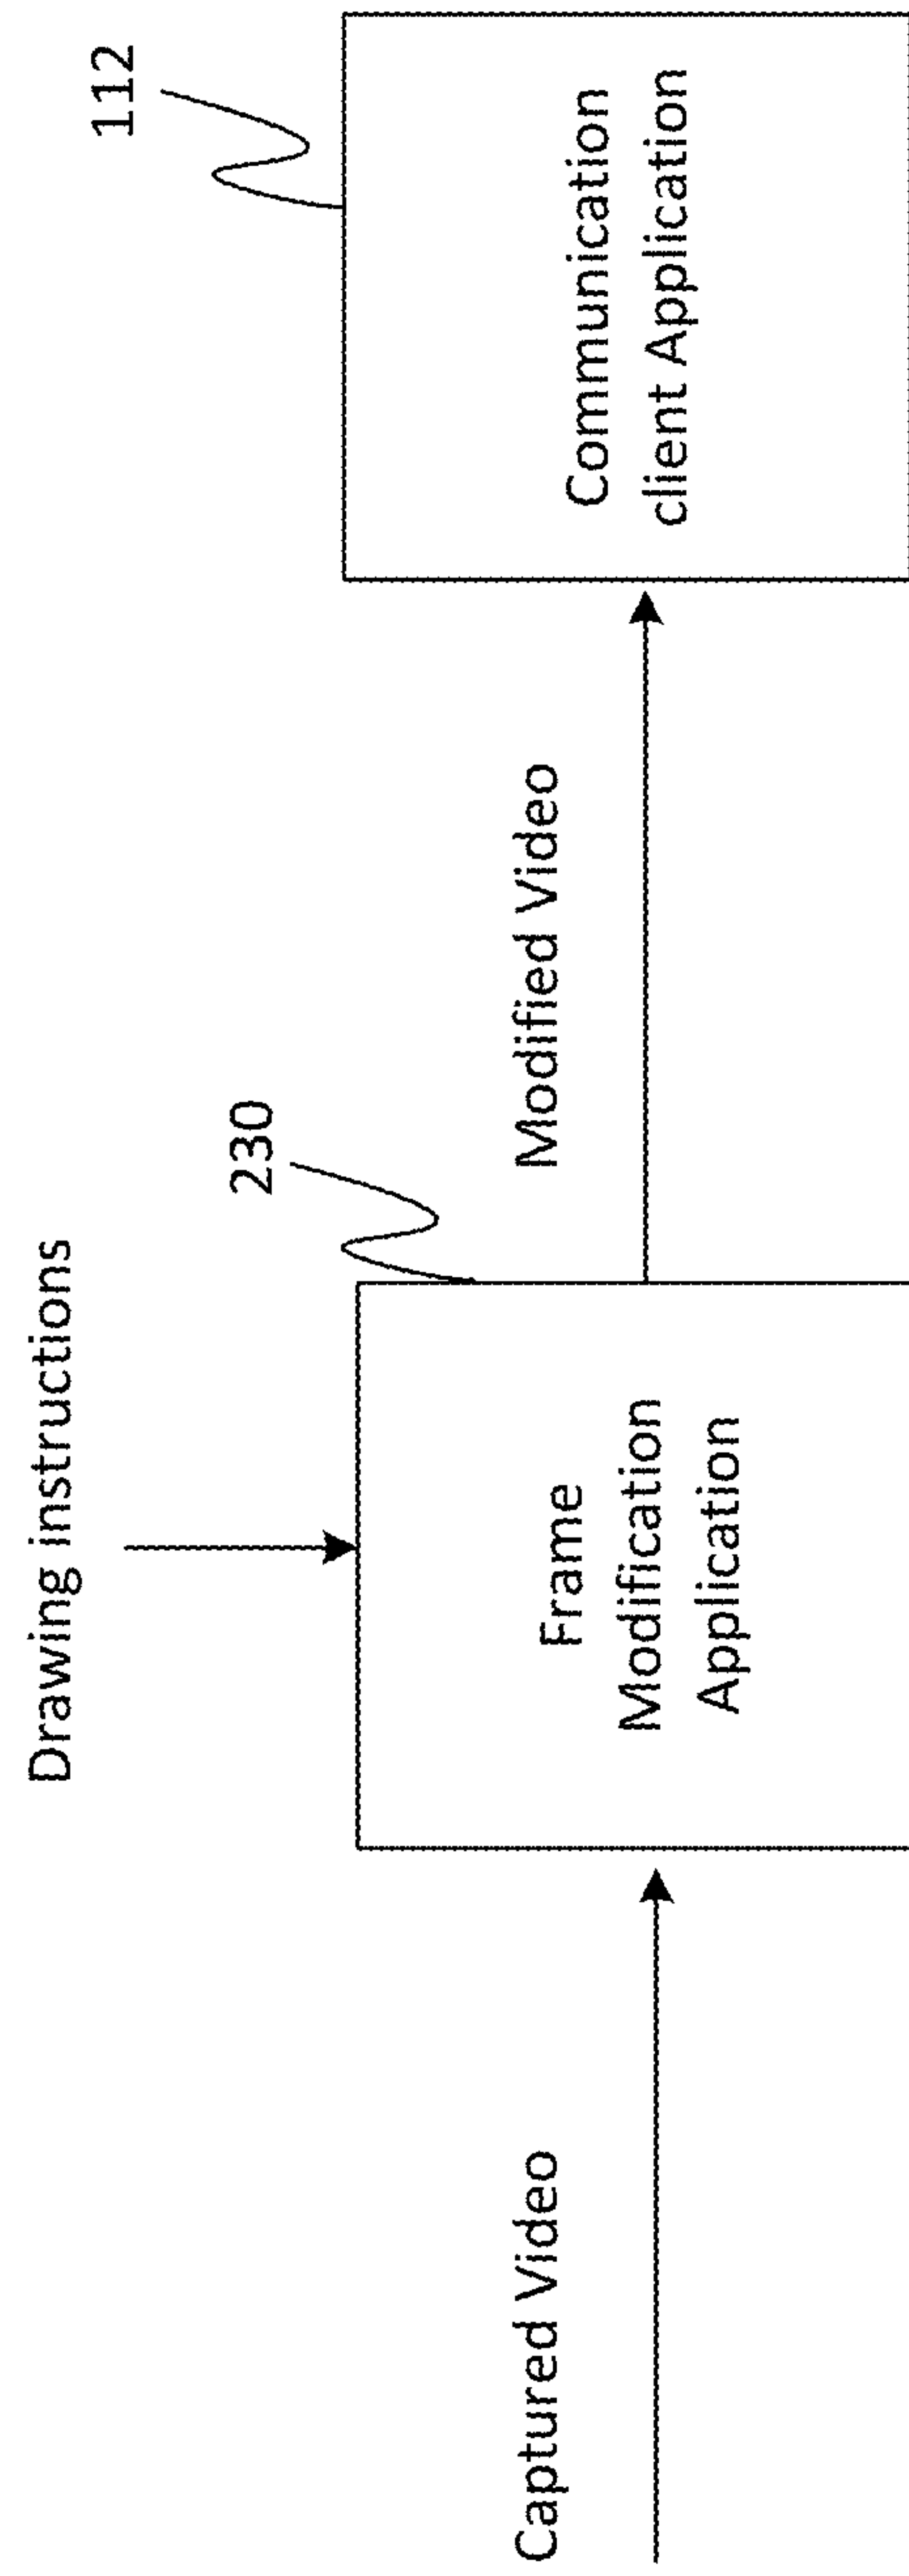 Drawing instructions
230
112
Captured Video
Frame
Modification
Application
Modified Video
Communication
client Application